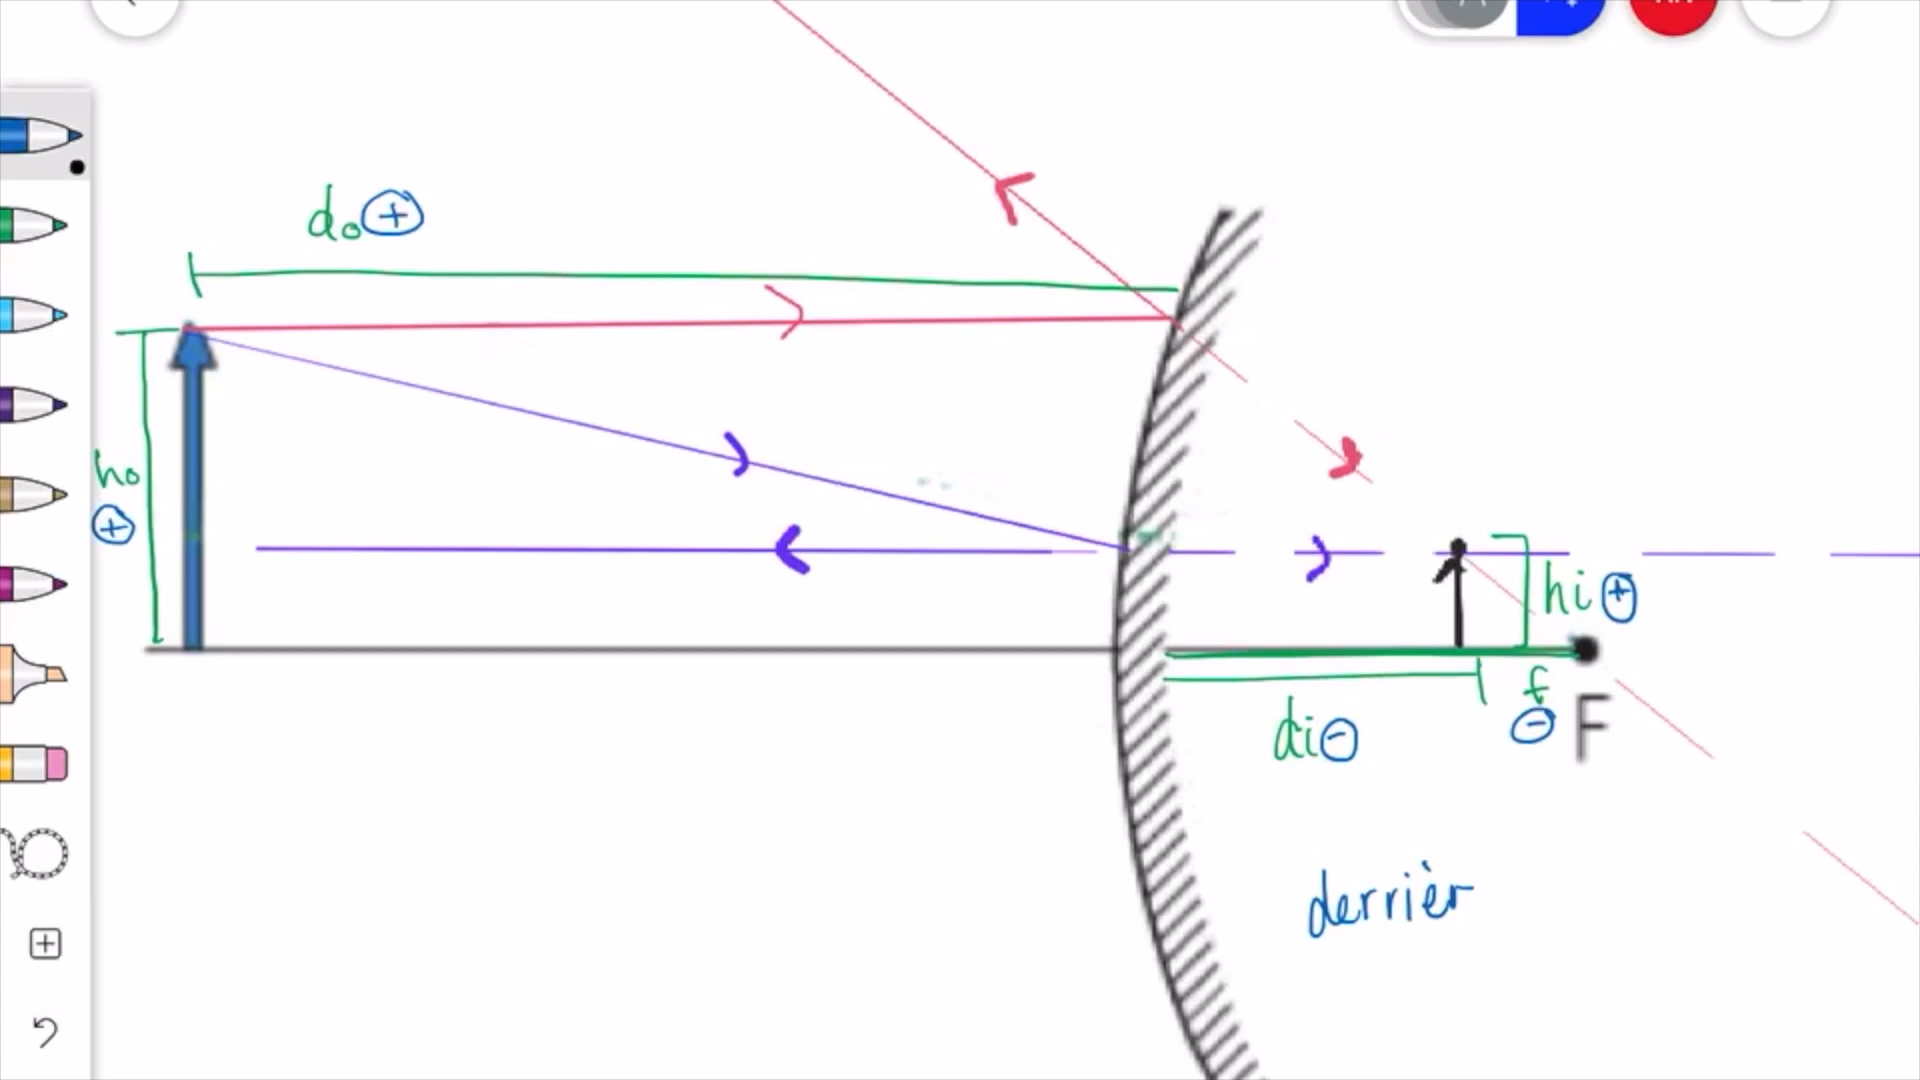 do +
ho
+
hi +
f
di -
-
F
derrièr